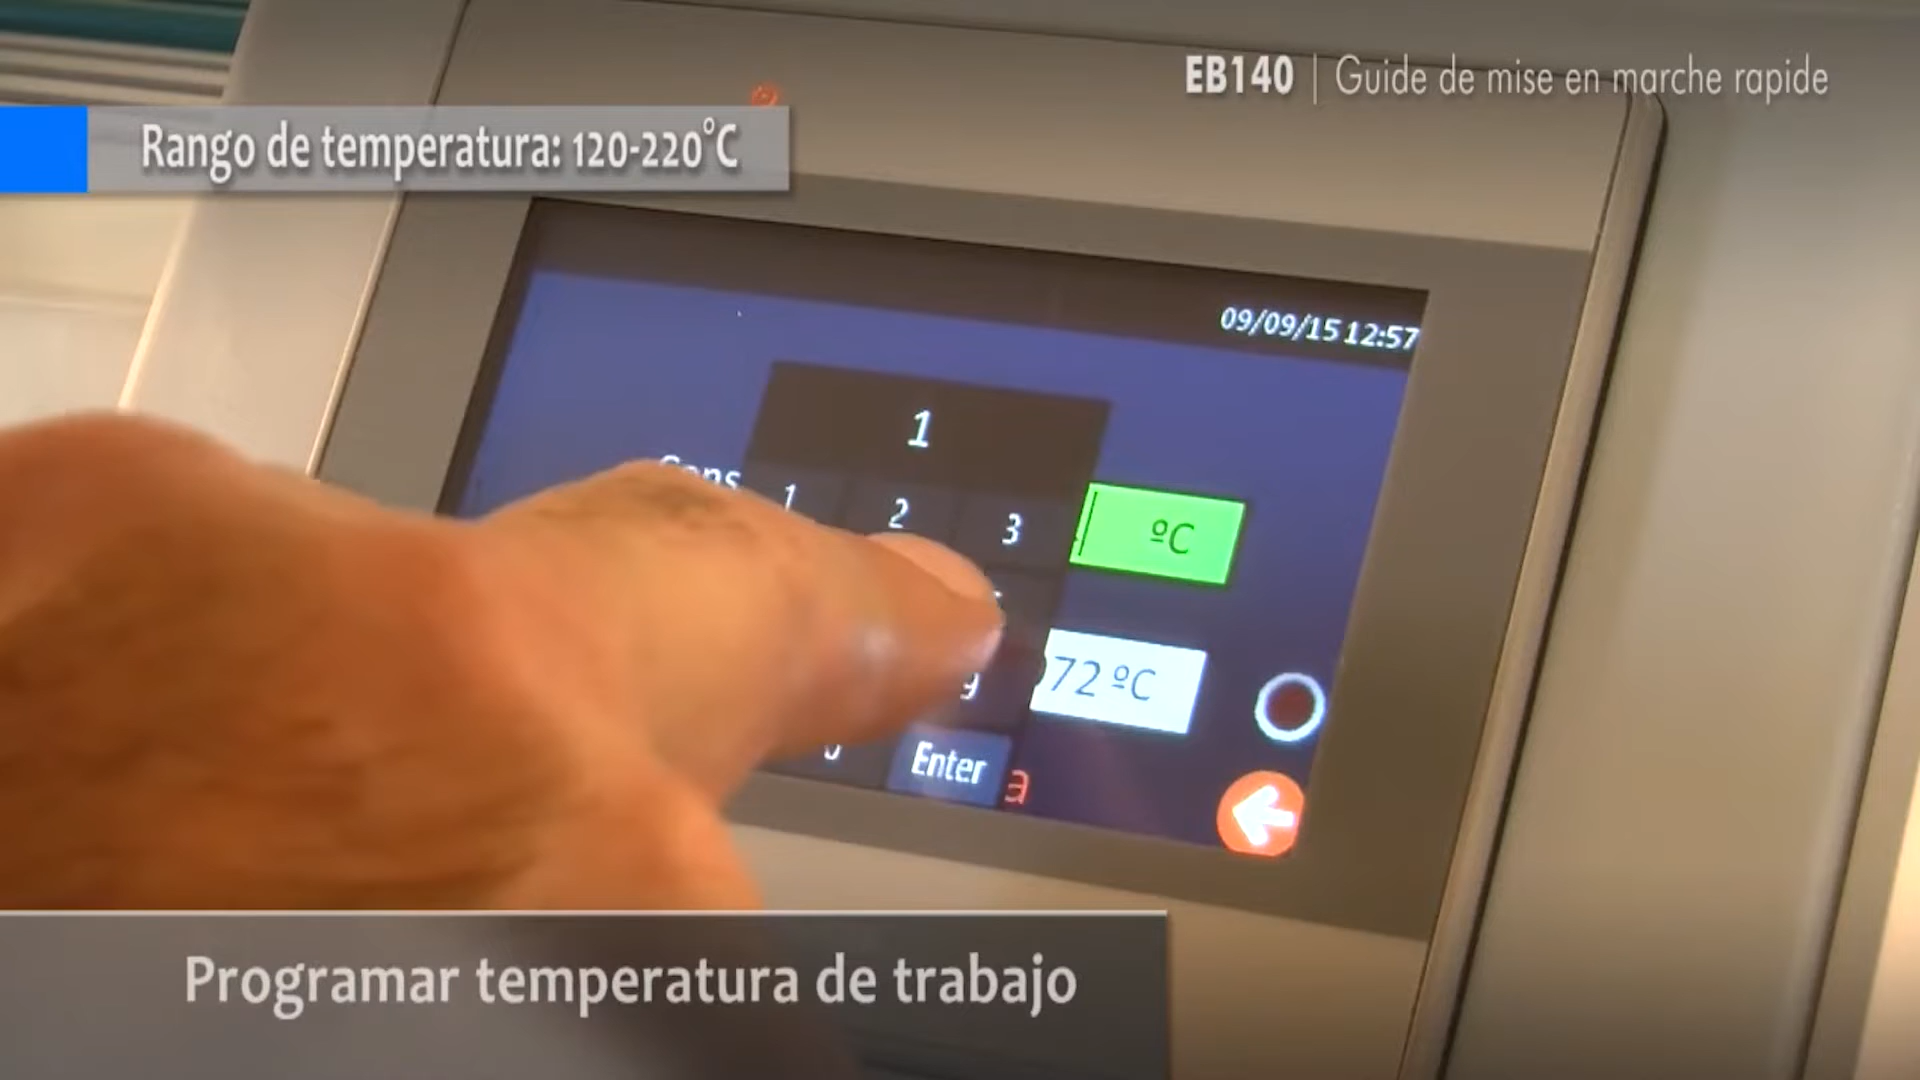 EB140 | Guide de mise en marche rapide
Rango de temperatura: 120-220°C
09/09/15 12:57
1
1 2 3
ºC
9
72 ºC
Enter
a
Programar temperatura de trabajo